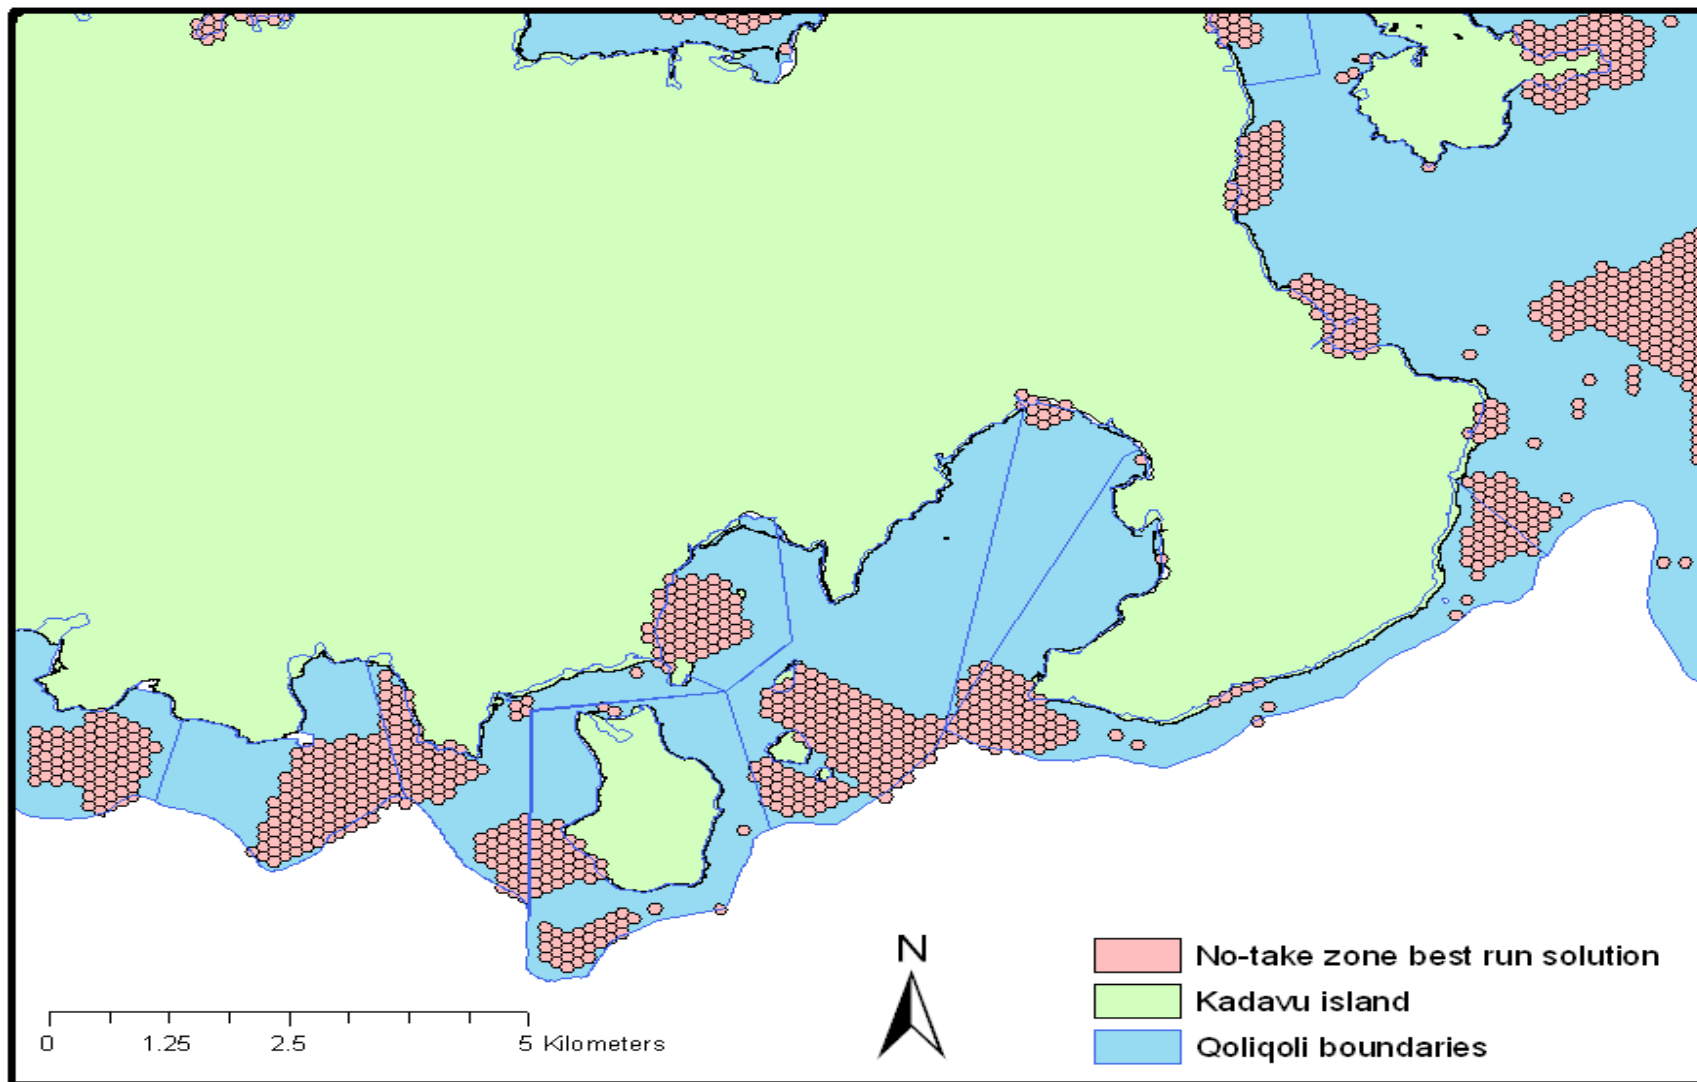 N
No-take zone best run solution
Kadavu island
Qoliqoli boundaries
0 1.25 2.5 5 Kilometers